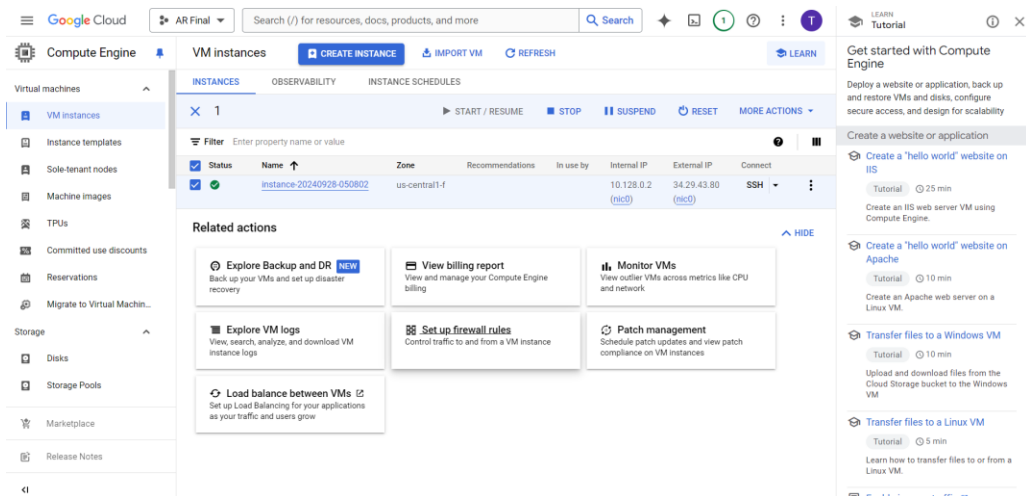 Google Cloud
AR Final
Search (/) for resources, docs, products, and more
Search
1
T
LEARN
Tutorial
Compute Engine
VM instances
CREATE INSTANCE
IMPORT VM
REFRESH
LEARN
INSTANCES
OBSERVABILITY
INSTANCE SCHEDULES
1
START / RESUME
STOP
SUSPEND
RESET
MORE ACTIONS
Filter
Enter property name or value
Status
Name
Zone
Recommendations
In use by
Internal IP
External IP
Connect
instance-20240928-050802
us-central1-f
10.128.0.2
(nic0)
34.29.43.80
(nic0)
SSH
Related actions
HIDE
Explore Backup and DR NEW
Back up your VMs and set up disaster
recovery
View billing report
View and manage your Compute Engine
billing
Monitor VMs
View outlier VMs across metrics like CPU
and network
Explore VM logs
View, search, analyze, and download VM
instance logs
Set up firewall rules
Control traffic to and from a VM instance
Patch management
Schedule patch updates and view patch
compliance on VM instances
Load balance between VMs
Set up Load Balancing for your applications
as your traffic and users grow
Virtual machines
VM instances
Instance templates
Sole-tenant nodes
Machine images
TPUs
Committed use discounts
Reservations
Migrate to Virtual Machin...
Storage
Disks
Storage Pools
Marketplace
Release Notes
Get started with Compute
Engine
Deploy a website or application, back up
and restore VMs and disks, configure
secure access, and design for scalability
Create a website or application
Create a "hello world" website on
IIS
Tutorial
25 min
Create an IIS web server VM using
Compute Engine.
Create a "hello world" website on
Apache
Tutorial
10 min
Create an Apache web server on a
Linux VM.
Transfer files to a Windows VM
Tutorial
10 min
Upload and download files from the
Cloud Storage bucket to the Windows
VM
Transfer files to a Linux VM
Tutorial
5 min
Learn how to transfer files to or from a
Linux VM.